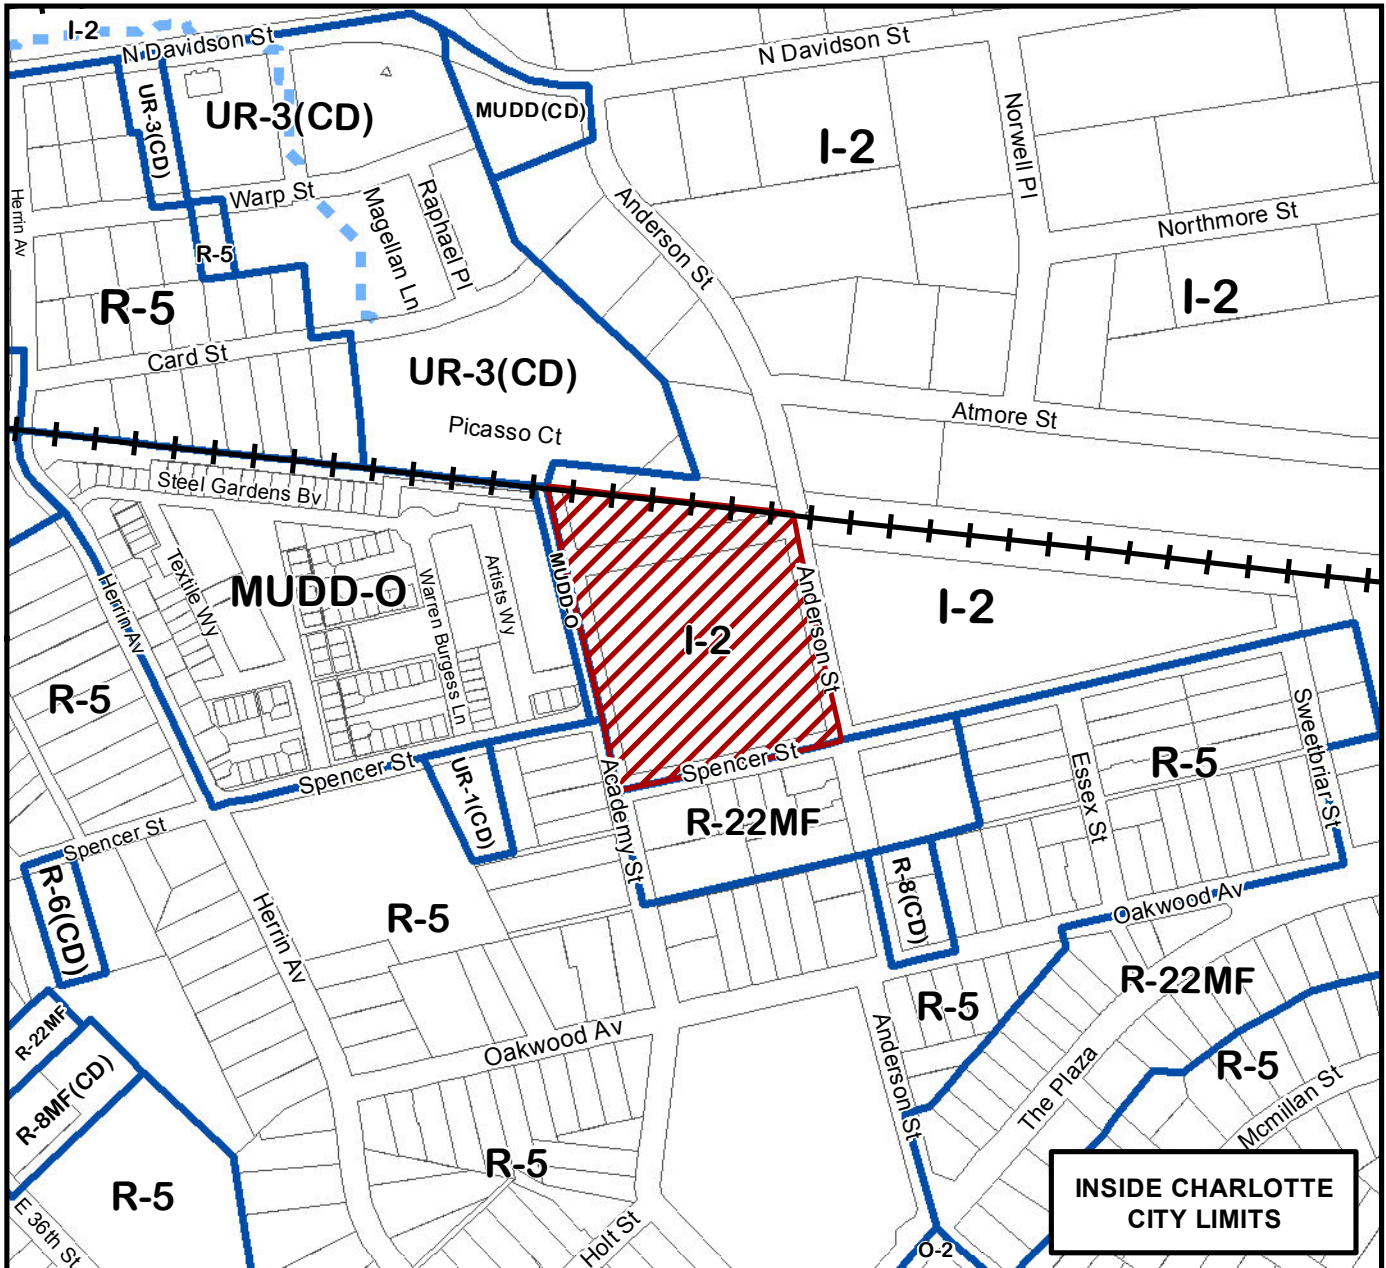 I-2
N Davidson St
N Davidson St
UR-3(CD)
UR-3(CD)
MUDD(CD)
I-2
Norwell Pl
Herrin Av
Warp St
Magellan Ln
Raphael Pl
Anderson St
Northmore St
R-5
R-5
I-2
Card St
UR-3(CD)
Picasso Ct
Atmore St
Steel Gardens Bv
Textile Wy
Herrin Av
MUDD-O
Warren Burgess Ln
Artists Wy
MUDD-O
I-2
Anderson St
I-2
R-5
Spencer St
Spencer St
UR-1(CD)
Academy St
R-22MF
Essex St
R-5
Sweetbriar St
Spencer St
R-6(CD)
Herrin Av
R-5
R-8(CD)
Oakwood Av
R-22MF
R-5
R-22MF
R-8MF(CD)
Oakwood Av
Anderson St
The Plaza
R-5
Mcmillan St
R-5
R-5
E 36th St
Holt St
O-2
INSIDE CHARLOTTE
CITY LIMITS